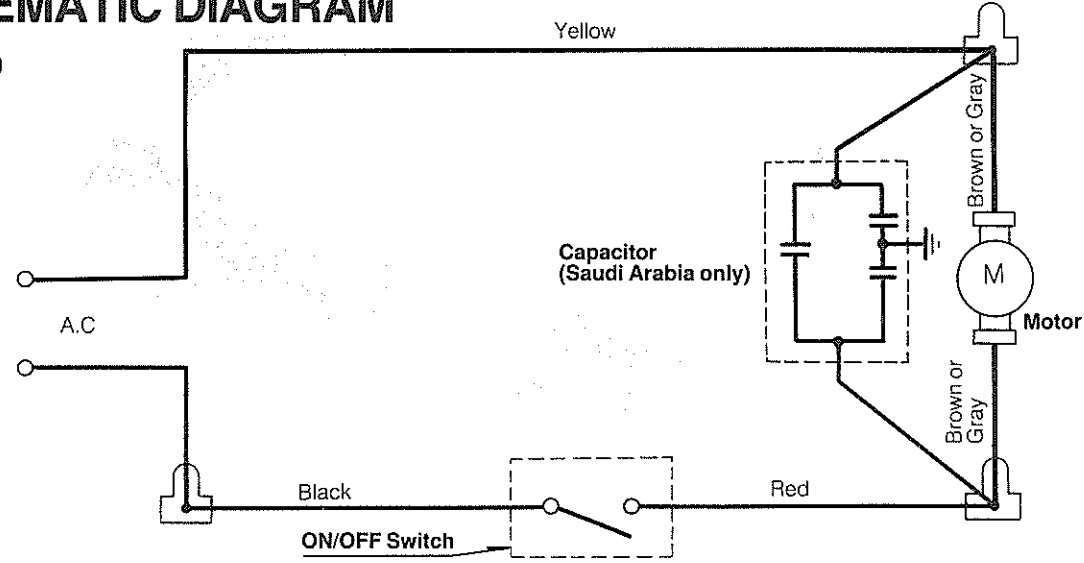 EMATIC DIAGRAM
Yellow
Brown or Gray
Capacitor
(Saudi Arabia only)
M
A.C
Motor
Brown or
Gray
Black
Red
ON/OFF Switch